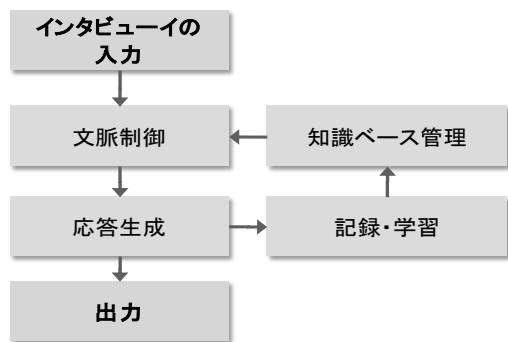 インタビューイの
入力
文脈制御
知識ベース管理
応答生成
記録・学習
出力